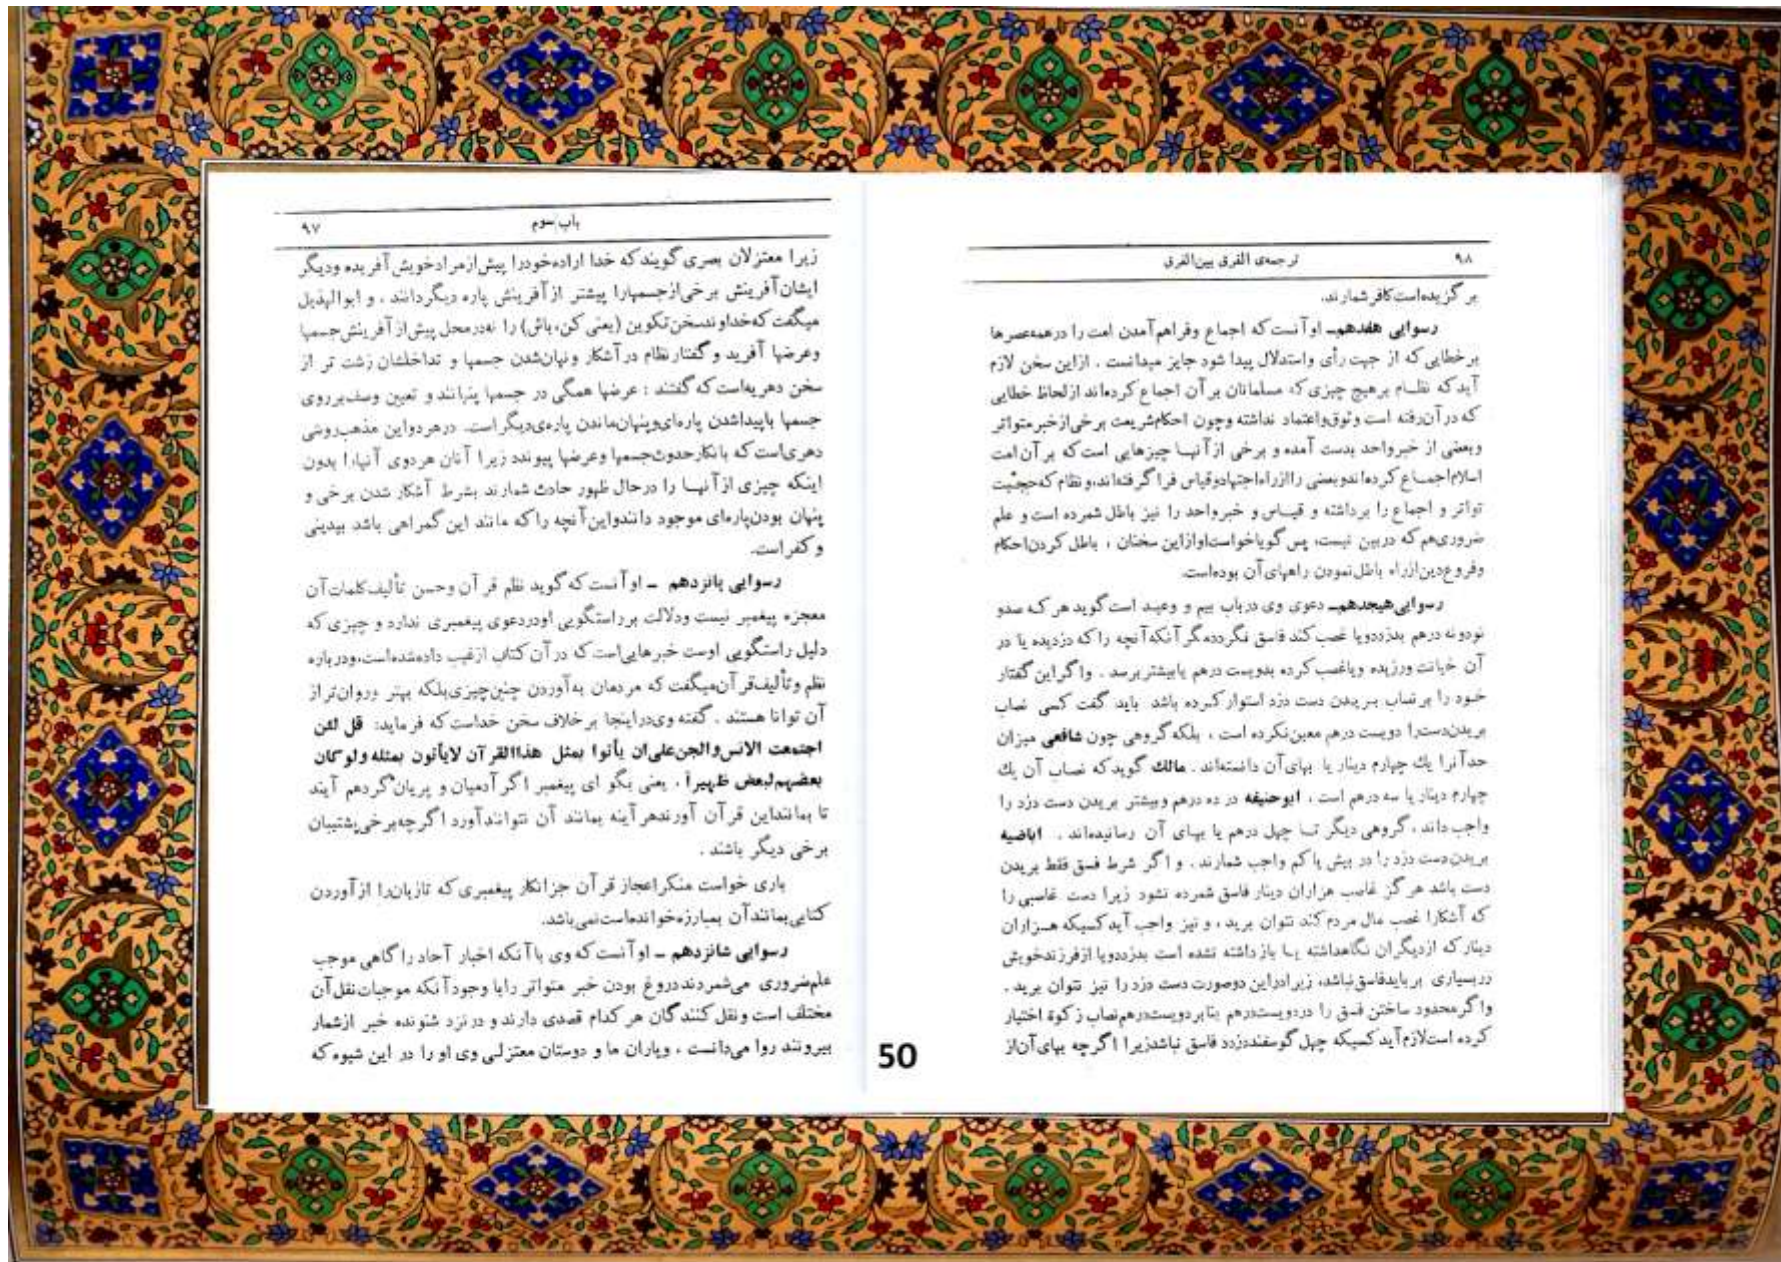 باب سوم ۹۷
زیرا معتزلان بصری گویند که خدا اراده خود را پیش از مراد خویش آفریده و دیگر
ایشان آفرینش برخی از جسمها را پیشتر از آفرینش پاره دیگر دانند ، و ابوالهذیل
میگفت که خداوند سخن تکوین (یعنی کن، باش) را نه در محل پیش از آفرینش جسمها
وعرضها آفرید و گفتار نظام در آشکار و نهان شدن جسمها و تداخلشان زشت تر از
سخن دهریه است که گفتند : عرضها همگی در جسمها پنهانند و تعیین وصف بر روی
جسمها با پیدا شدن پاره‌ای و پنهان ماندن پاره‌ی دیگر است. در هر دو این مذهب روشی
دهری است که بانکار حدوث جسمها وعرضها پیوندد زیرا آنان هر دوی آنها را بدون
اینکه چیزی از آنها را در حال ظهور حادث شمارند بشرط آشکار شدن برخی و
پنهان بودن پاره‌ای موجود دانند و این آنچه را که مانند این گمراهی باشد بیدینی
و کفر است.
رسوایی پانزدهم ـ او آنست که گوید نظم قرآن و حسن تألیف کلمات آن
معجزه پیغمبر نیست و دلالت بر راستگویی او در دعوی پیغمبری ندارد و چیزی که
دلیل راستگویی اوست خبرهایی است که در آن کتاب از غیب داده شده است، و درباره
نظم و تألیف قرآن میگفت که مردمان به آوردن چنین چیزی بلکه بهتر و روان‌تر از
آن توانا هستند . گفته وی در اینجا بر خلاف سخن خداست که فرماید: قل لئن
اجتمعت الانس والجن علی ان یأتوا بمثل هذا القرآن لایأتون بمثله ولو کان
بعضهم لبعض ظهیرا . یعنی بگو ای پیغمبر اگر آدمیان و پریان گرد هم آیند
تا بمانند این قرآن آورند هر آینه بمانند آن نتوانند آورد اگرچه برخی پشتیبان
برخی دیگر باشند .
باری خواست منکر اعجاز قرآن جز انکار پیغمبری که تازیان را از آوردن
کتابی بمانند آن بمبارزه خوانده است نمی باشد.
رسوایی شانزدهم ـ او آنست که وی با آنکه اخبار آحاد را گاهی موجب
علم ضروری می‌شمردند دروغ بودن خبر متواتر را با وجود آنکه موجبات نقل آن
مختلف است و نقل کنندگان هر کدام قصدی دارند و در نزد شنونده خبر از شمار
بیرونند روا می‌دانست ، و یاران ما و دوستان معتزلی وی او را در این شیوه که
50
۹۸ ترجمه‌ی الفرق بین الفرق
بر گزیده است کافر شمارند.
رسوایی هفدهم ـ او آنست که اجماع و فراهم آمدن امت را در همه عصرها
بر خطایی که از جهت رأی و استدلال پیدا شود جایز میدانست . از این سخن لازم
آید که نظام بر هیچ چیزی که مسلمانان بر آن اجماع کرده‌اند از لحاظ خطایی
که در آن رفته است وثوق و اعتماد نداشته و چون احکام شریعت برخی از خبر متواتر
و بعضی از خبر واحد بدست آمده و برخی از آنها چیزهایی است که بر آن امت
اسلام اجماع کرده‌اند و بعضی را از راه اجتهاد و قیاس فرا گرفته‌اند، و نظام که حجّیت
تواتر و اجماع را برداشته و قیاس و خبر واحد را نیز باطل شمرده است و علم
ضروری هم که در بین نیست، پس گویا خواست او از این سخنان ، باطل کردن احکام
وفروع دین از راه باطل نمودن راههای آن بوده است.
رسوایی هیجدهم ـ دعوی وی در باب بیم و وعید است گوید هر که صد و
نود و نه درهم بدزدد و یا غصب کند فاسق نگردد مگر آنکه آنچه را که دزدیده یا در
آن خیانت ورزیده و یا غصب کرده بدویست درهم یا بیشتر برسد . و اگر این گفتار
خود را بر نصاب بریدن دست دزد استوار کرده باشد باید گفت کسی نصاب
بریدن دست را دویست درهم معین نکرده است ، بلکه گروهی چون شافعی میزان
حد آنرا یك چهارم دینار یا بهای آن دانسته‌اند . مالك گوید که نصاب آن یك
چهارم دینار یا سه درهم است ، ابوحنیفه در ده درهم و بیشتر بریدن دست دزد را
واجب داند ، گروهی دیگر تا چهل درهم یا بهای آن رسانیده‌اند . اباضیه
بریدن دست دزد را در بیش یا کم واجب شمارند . و اگر شرط فسق فقط بریدن
دست باشد هرگز غاصب هزاران دینار فاسق شمرده نشود زیرا دست غاصبی را
که آشکارا غصب مال مردم کند نتوان برید ، و نیز واجب آید کسیکه هزاران
دینار که از دیگران نگاهداشته یا باز داشته نشده است بدزدد و یا از فرزند خویش
در بسیاری برباید فاسق نباشد، زیرا در این دو صورت دست دزد را نیز نتوان برید .
و اگر محدود ساختن فسق را در دویست درهم بنا بر دویست درهم نصاب زکوة اختیار
کرده است لازم آید کسیکه چهل گوسفند دزدد فاسق نباشد زیرا اگر چه بهای آن از